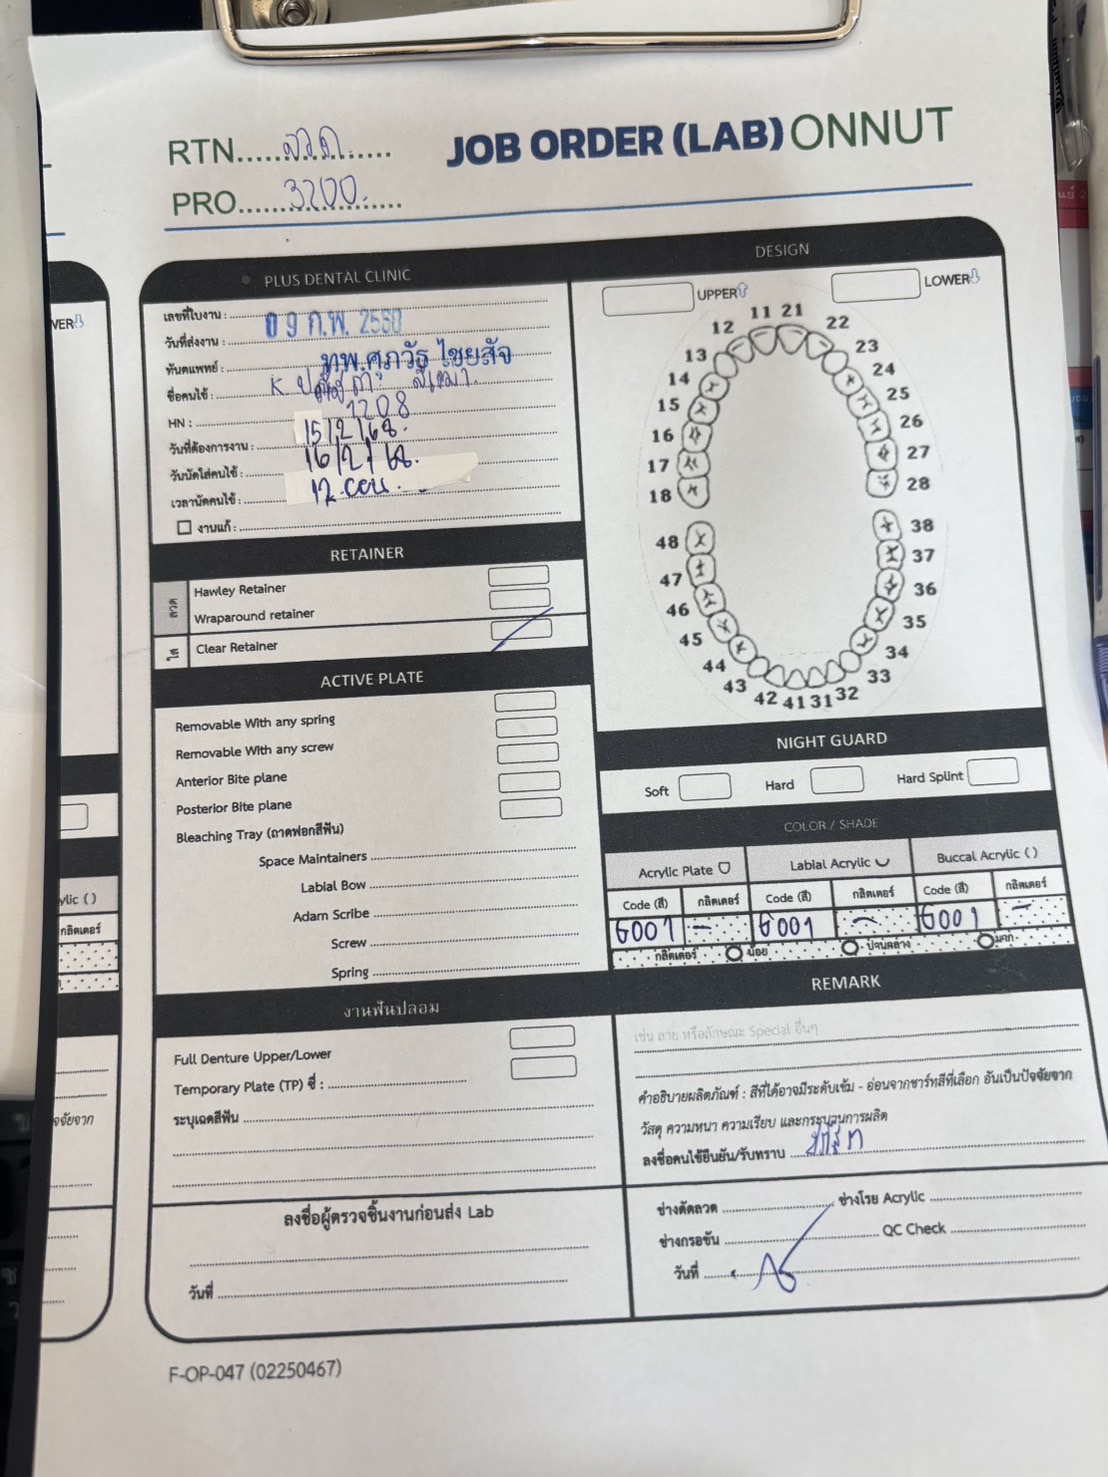 RTN.....ลวด.....
JOB ORDER (LAB) ONNUT
PRO.....3200.....
PLUS DENTAL CLINIC
เลขที่ใบงาน :
วันที่ส่งงาน : 09 ก.พ. 2560
ทันตแพทย์ : ทพ.ศุภวัฐ ไชยสัจ
ชื่อคนไข้ : K
HN : 1208
วันที่ต้องการงาน : 15/2/68.
วันนัดใส่คนไข้ : 16/2/68.
เวลานัดคนไข้ : 12.00น.
งานแก้ :
RETAINER
ลวด
Hawley Retainer
Wraparound retainer
ใส
Clear Retainer
ACTIVE PLATE
Removable With any spring
Removable With any screw
Anterior Bite plane
Posterior Bite plane
Bleaching Tray (ถาดฟอกสีฟัน)
Space Maintainers
Labial Bow
Adam Scribe
Screw
Spring
งานฟันปลอม
Full Denture Upper/Lower
Temporary Plate (TP) ซี่ :
ระบุเฉดสีฟัน
ลงชื่อผู้ตรวจชิ้นงานก่อนส่ง Lab
วันที่
DESIGN
UPPER
LOWER
11 21
12 22
13 23
14 24
15 25
16 26
17 27
18 28
48 38
47 37
46 36
45 35
44 34
43 33
42 41 31 32
NIGHT GUARD
Soft
Hard
Hard Splint
COLOR / SHADE
Acrylic Plate
Labial Acrylic
Buccal Acrylic ( )
Code (สี) กลิตเตอร์ Code (สี) กลิตเตอร์ Code (สี) กลิตเตอร์
G001 - G001 - G001 -
กลิตเตอร์ น้อย ปานกลาง มาก
REMARK
เช่น ลาย หรือลักษณะ Special อื่นๆ
คำอธิบายผลิตภัณฑ์ : สีที่ได้อาจมีระดับเข้ม - อ่อนจากชาร์ทสีที่เลือก อันเป็นปัจจัยจาก
วัสดุ ความหนา ความเรียบ และกระบวนการผลิต
ลงชื่อคนไข้ยืนยัน/รับทราบ
ช่างดัดลวด
ช่างโรย Acrylic
ช่างกรอขัน
QC Check
วันที่
F-OP-047 (02250467)
VER
ylic ( )
กลิตเตอร์
จจัยจาก